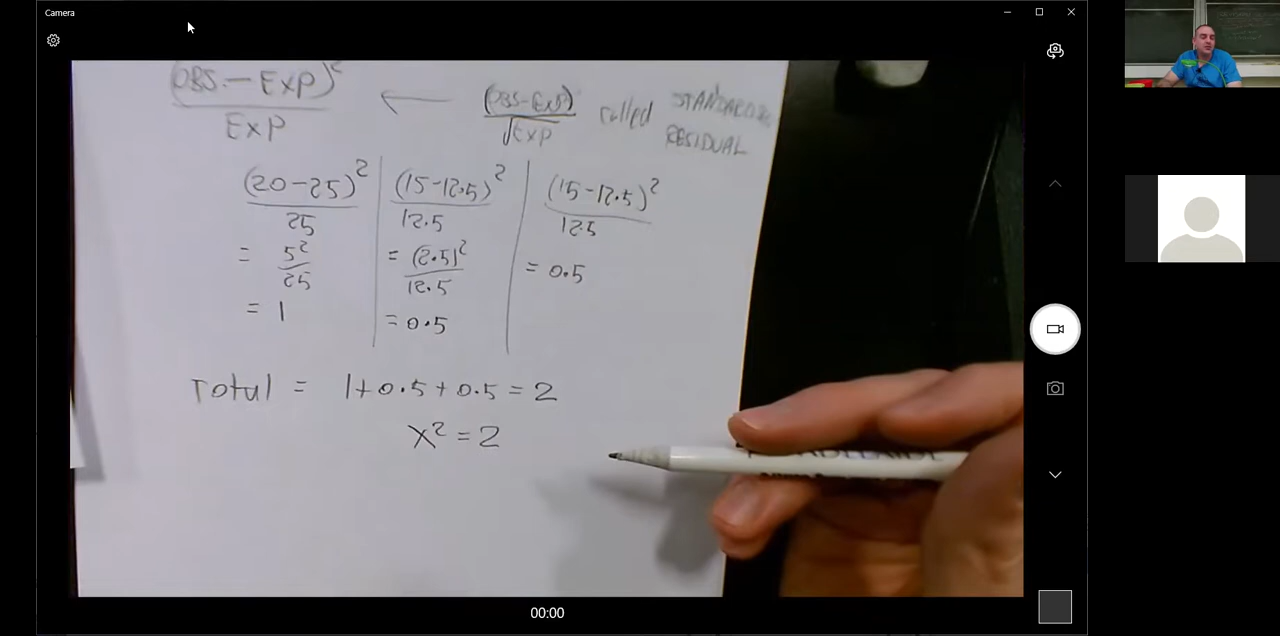 Camera
(OBS. - EXP)²
EXP
← (OBS-EXP) / √EXP called
RESIDUAL
(20-25)² / 25
= 5² / 25
= 1
(15-12.5)² / 12.5
= (2.5)² / 12.5
= 0.5
(15-12.5)² / 12.5
= 0.5
Total = 1+0.5+0.5 = 2
x² = 2
00:00